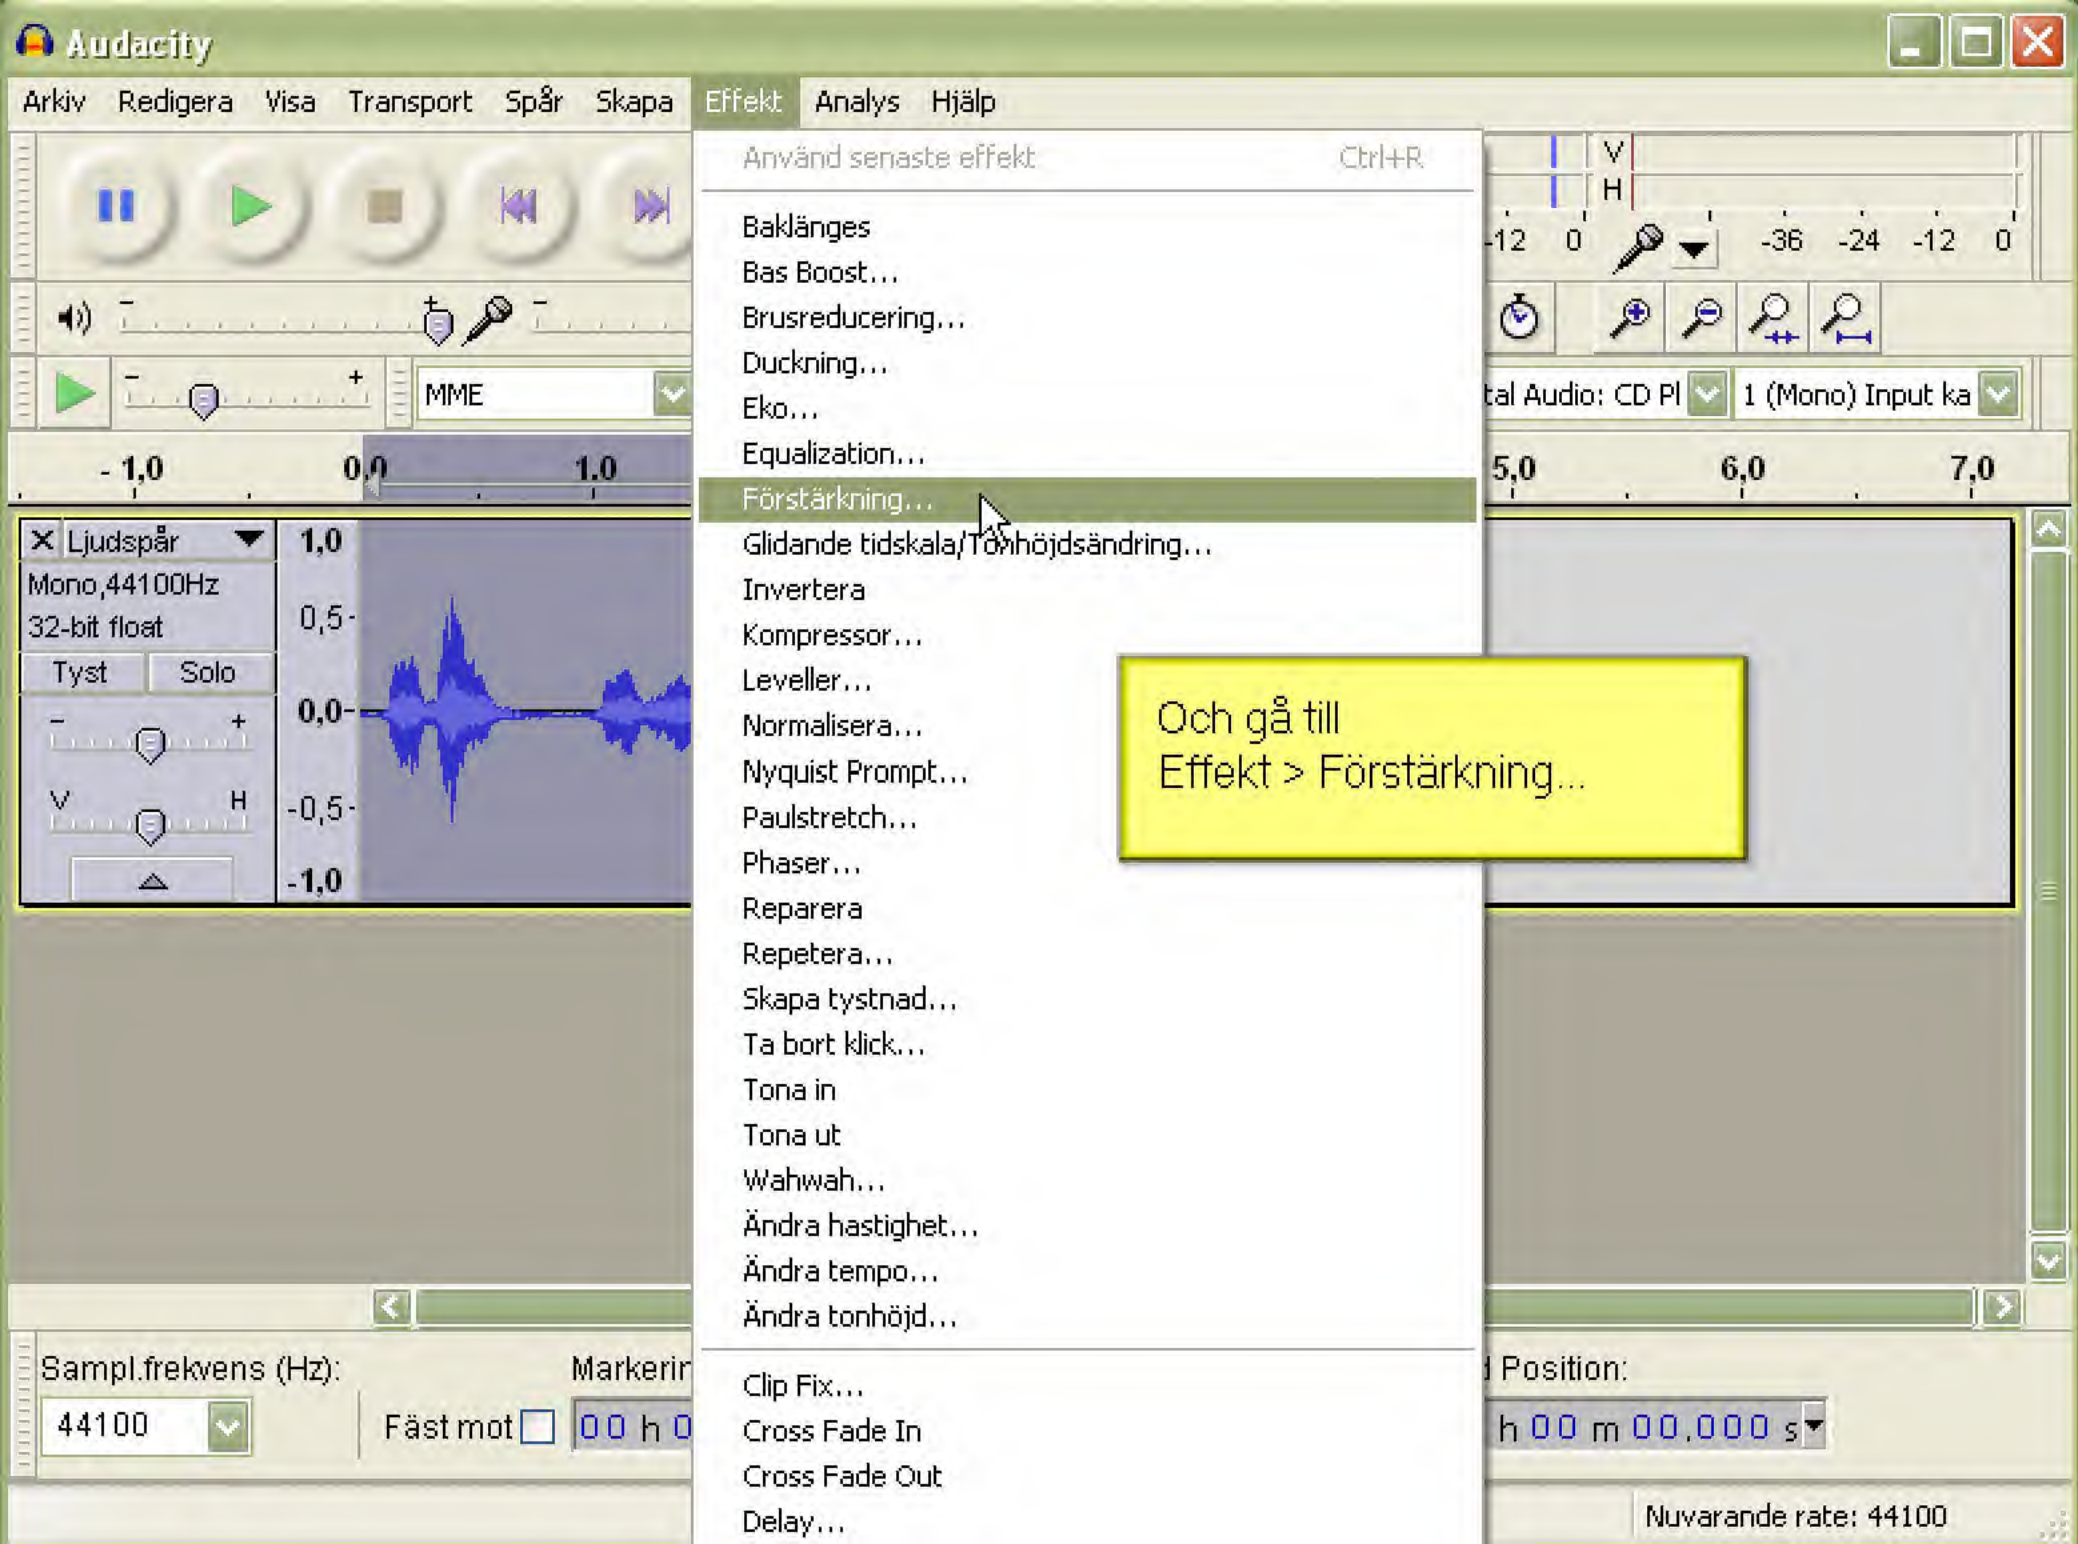 Audacity
Arkiv Redigera Visa Transport Spår Skapa Effekt Analys Hjälp
Använd senaste effekt Ctrl+R
Baklänges
Bas Boost...
Brusreducering...
Duckning...
Eko...
Equalization...
Förstärkning...
Glidande tidskala/Tonhöjdsändring...
Invertera
Kompressor...
Leveller...
Normalisera...
Nyquist Prompt...
Paulstretch...
Phaser...
Reparera
Repetera...
Skapa tystnad...
Ta bort klick...
Tona in
Tona ut
Wahwah...
Ändra hastighet...
Ändra tempo...
Ändra tonhöjd...
Clip Fix...
Cross Fade In
Cross Fade Out
Delay...
V
H
-12 0 -36 -24 -12 0
- +
-
- +
MME
tal Audio: CD Pl 1 (Mono) Input ka
- 1,0 0,0 1.0 5,0 6,0 7,0
X Ljudspår
Mono,44100Hz
32-bit float
Tyst Solo
- +
V H
1,0
0,5-
0,0-
-0,5-
-1,0
Och gå till
Effekt > Förstärkning...
Sampl.frekvens (Hz):
44100
Fäst mot
Markerin
00 h 0
Position:
h 00 m 00.000 s
Nuvarande rate: 44100